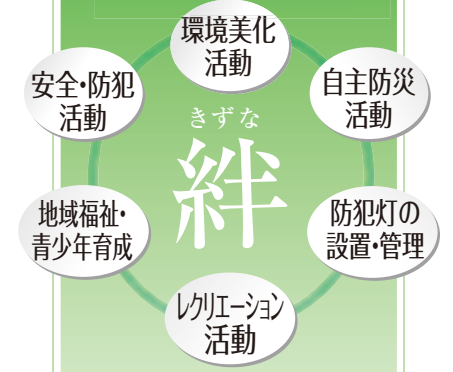 環境美化
活動
自主防災
活動
防犯灯の
設置・管理
レクリエーション
活動
地域福祉・
青少年育成
安全・防犯
活動
きずな
絆